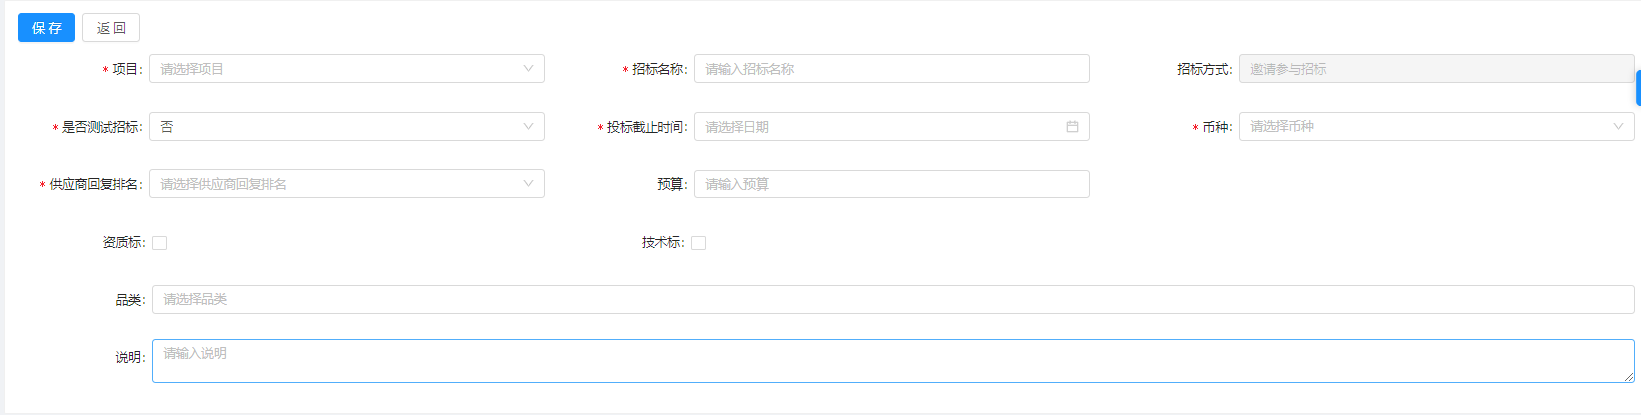 保 存 返 回
* 项目: 请选择项目 * 招标名称: 请输入招标名称 招标方式: 邀请参与招标
* 是否测试招标: 否 * 投标截止时间: 请选择日期 * 币种: 请选择币种
* 供应商回复排名: 请选择供应商回复排名 预算: 请输入预算
资质标: 技术标:
品类: 请选择品类
说明: 请输入说明